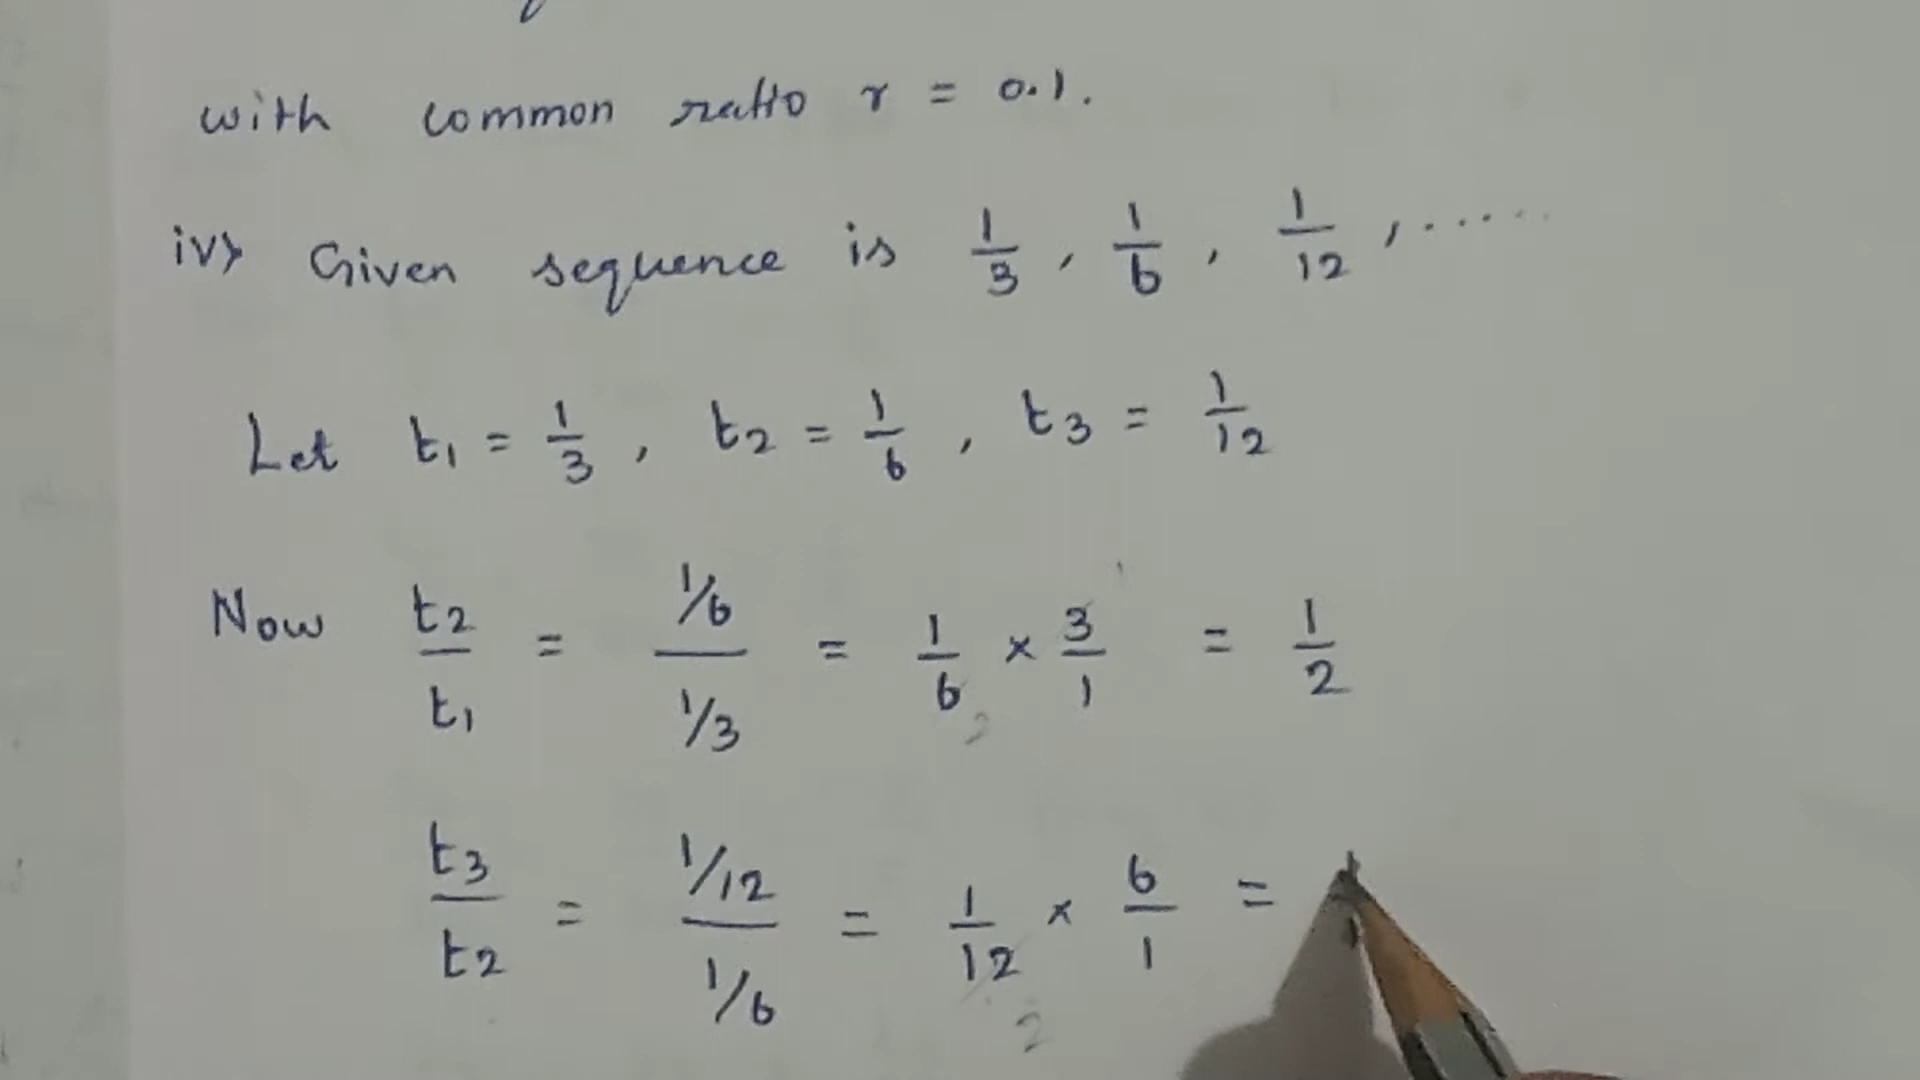 with common ratio r = 0.1.
iv) Given sequence is 1/3, 1/6, 1/12, ......
Let t1 = 1/3, t2 = 1/6, t3 = 1/12
Now t2/t1 = (1/6)/(1/3) = 1/6 × 3/1 = 1/2
2
t3/t2 = (1/12)/(1/6) = 1/12 × 6/1 =
2